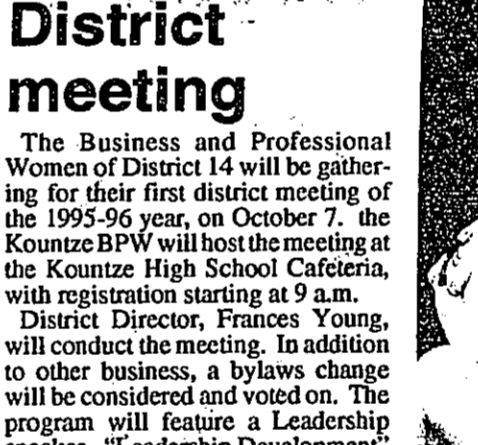 District
meeting
The Business and Professional
Women of District 14 will be gather-
ing for their first district meeting of
the 1995-96 year, on October 7. the
Kountze BPW will host the meeting at
the Kountze High School Cafeteria,
with registration starting at 9 a.m.
District Director, Frances Young,
will conduct the meeting. In addition
to other business, a bylaws change
will be considered and voted on. The
program will feature a Leadership
speaker, "Leadership Development"